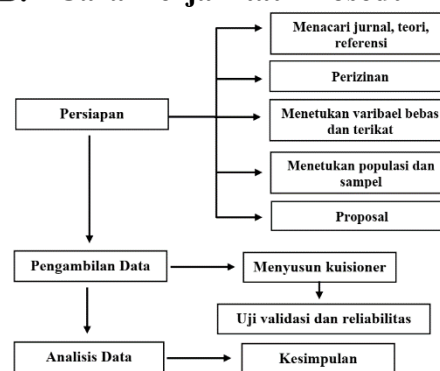 Menacari jurnal, teori,
referensi
Perizinan
Persiapan
Menetukan varibael bebas
dan terikat
Menetukan populasi dan
sampel
Proposal
Pengambilan Data
Menyusun kuisioner
Uji validasi dan reliabilitas
Analisis Data
Kesimpulan